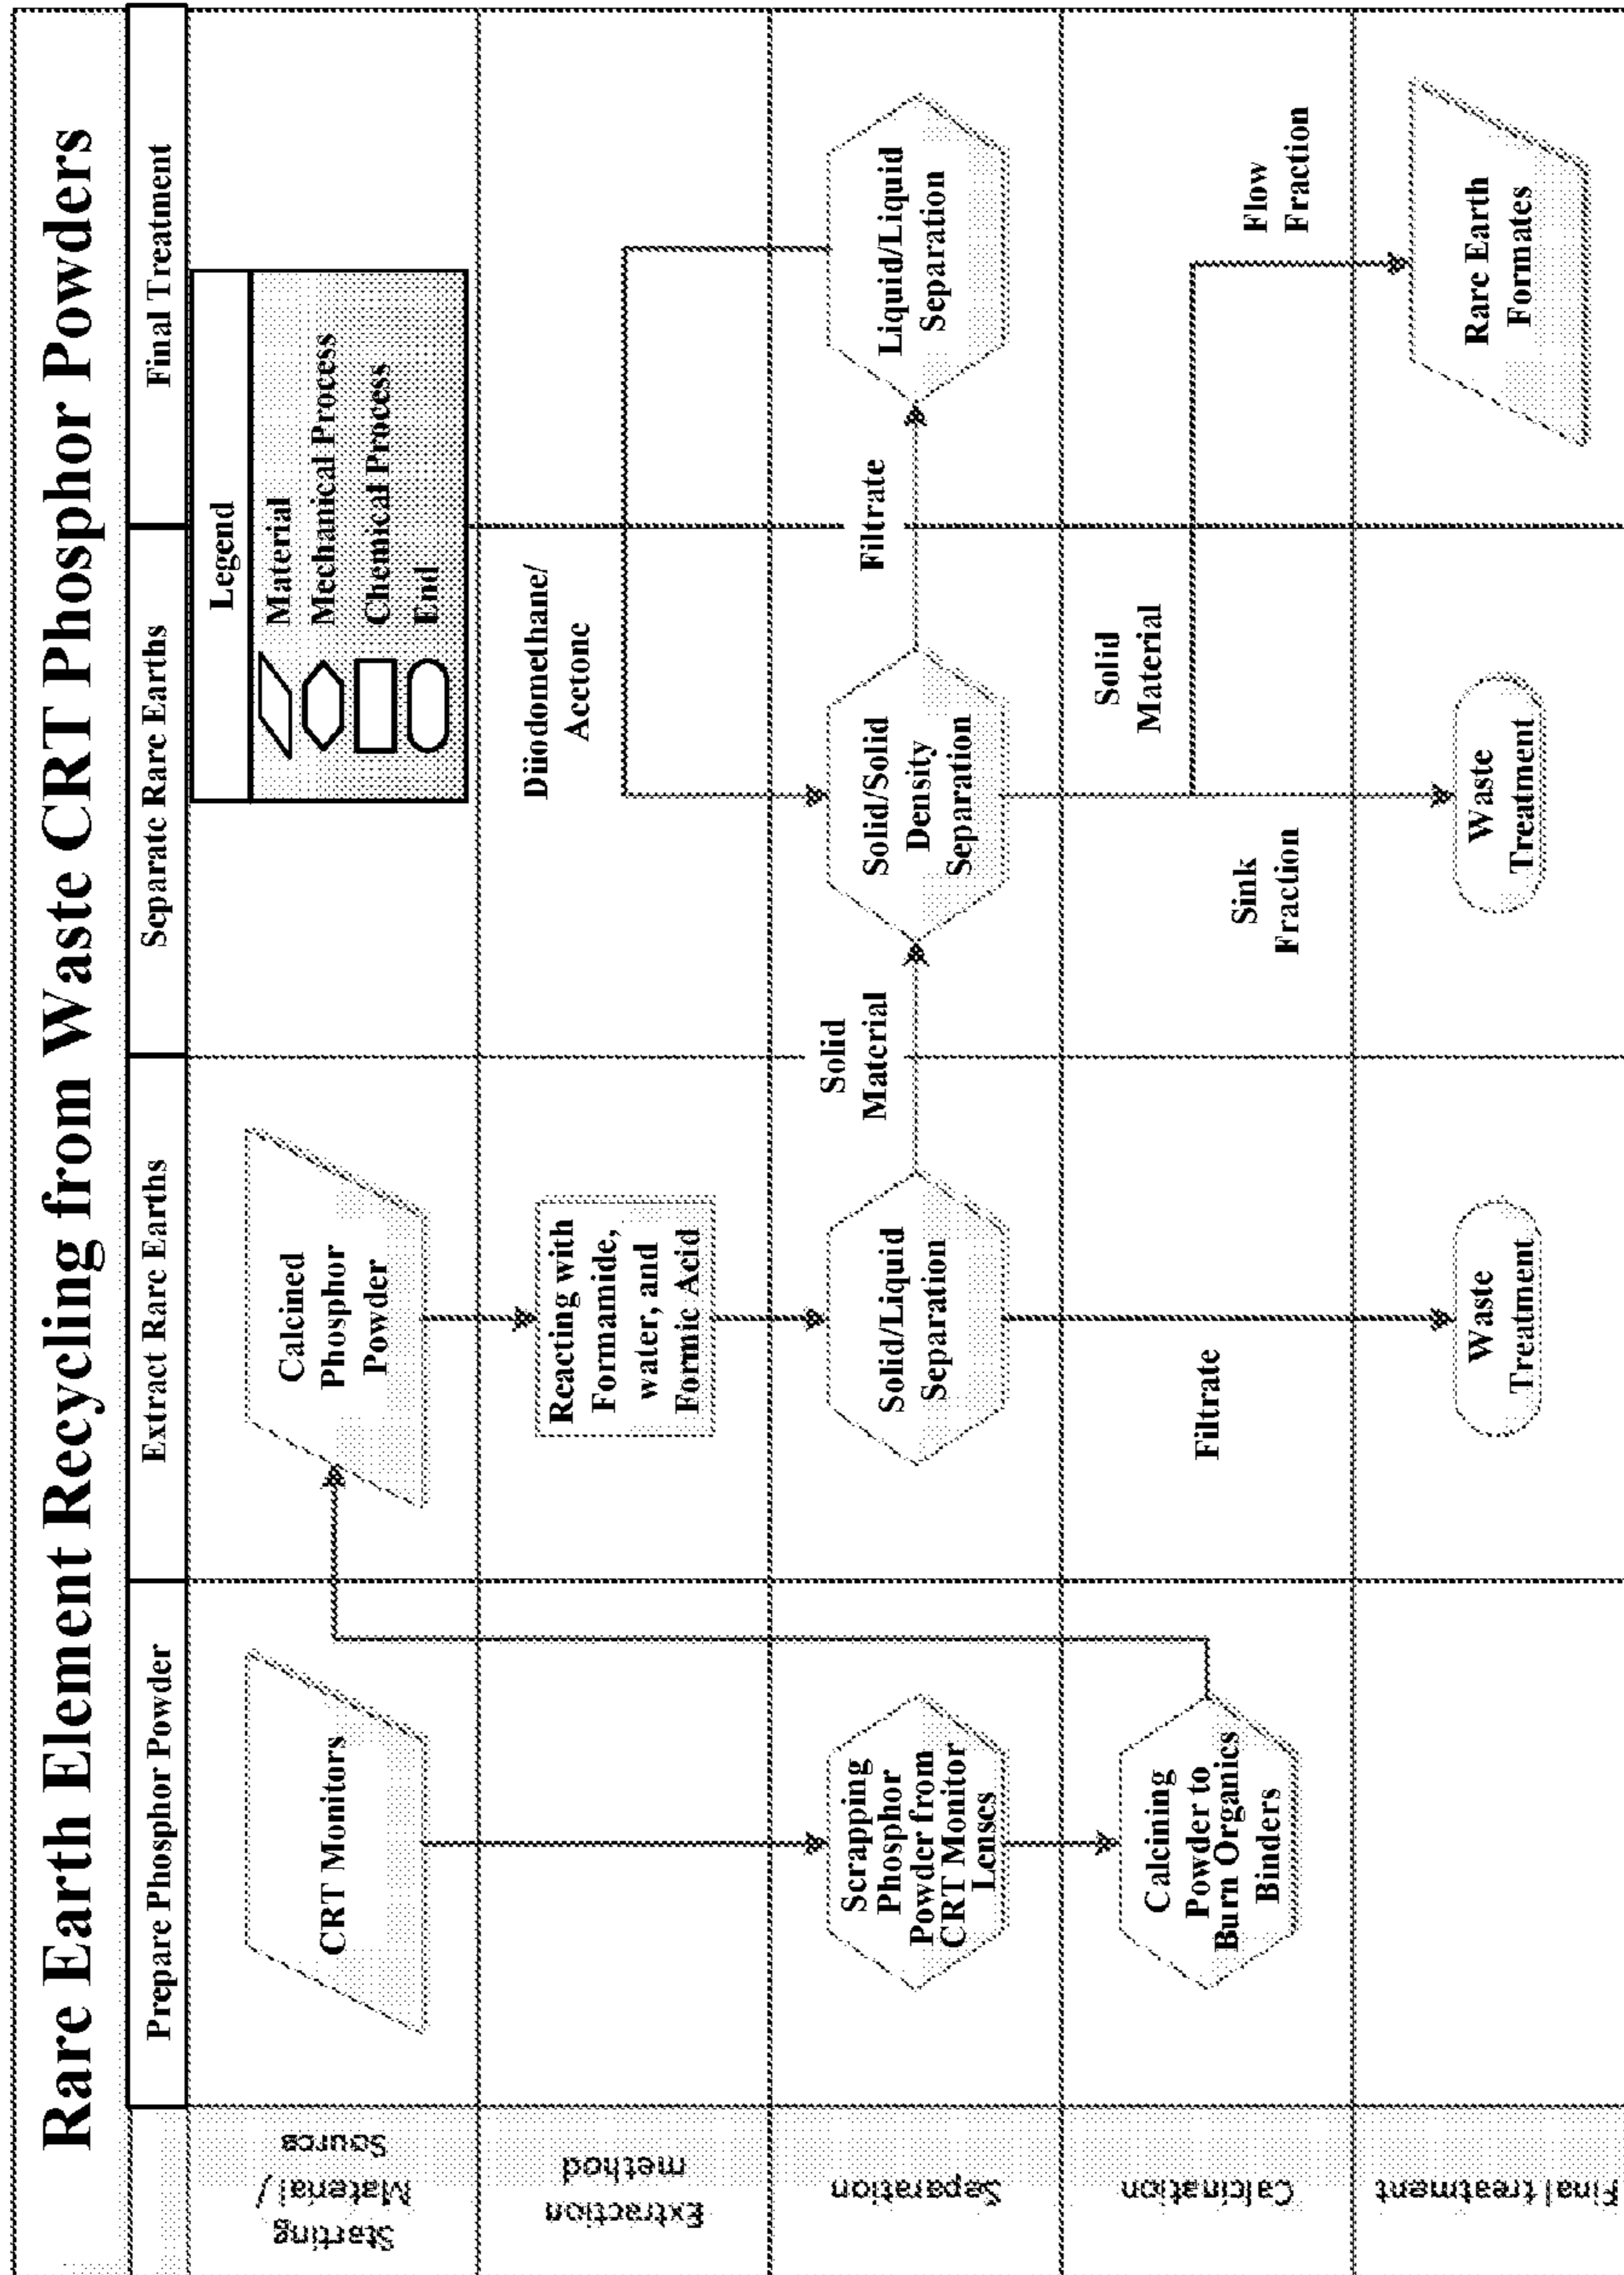 Rare Earth Element Recycling from Waste CRT Phosphor Powders
Prepare Phosphor Powder
Extract Rare Earths
Separate Rare Earths
Final Treatment
Starting
Material/
Source
CRT Monitors
Calcined
Phosphor
Powder
Legend
Material
Mechanical Process
Chemical Process
End
Extraction
method
Reacting with
Formamide,
water, and
Formic Acid
Diiodomethane/
Acetone
Separation
Scrapping
Phosphor
Powder from
CRT Monitor
Lenses
Solid/Liquid
Separation
Solid
Material
Solid/Solid
Density
Separation
Filtrate
Liquid/Liquid
Separation
Calcination
Calcining
Powder to
Burn Organics
Binders
Filtrate
Solid
Material
Sink
Fraction
Flow
Fraction
Final treatment
Waste
Treatment
Waste
Treatment
Rare Earth
Formates